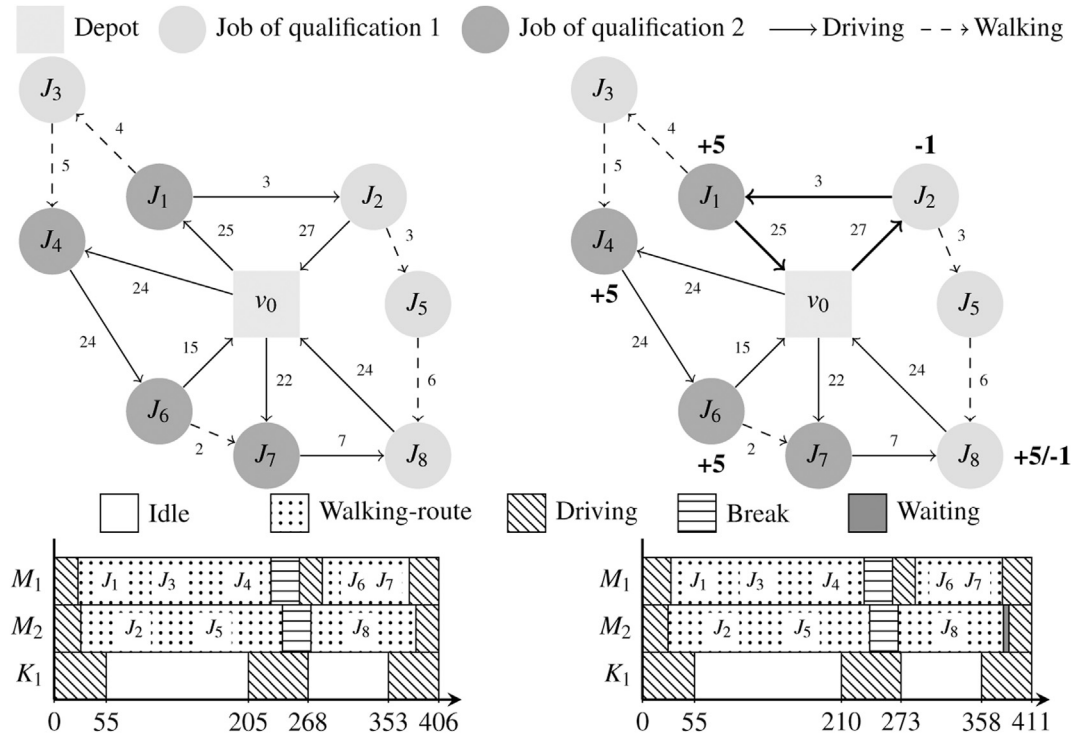 Depot Job of qualification 1 Job of qualification 2 Driving Walking
J3
4
5
J1
3
J2
J4
25
27
3
24
v0
J5
24
15
22
24
6
J6
2
J7
7
J8
J3
4
+5
-1
5
J1
3
J2
J4
25
27
3
+5
24
v0
J5
24
15
22
24
6
J6
+5
2
J7
7
J8
+5/-1
Idle Walking-route Driving Break Waiting
M1 J1 J3 J4 J6 J7
M2 J2 J5 J8
K1
0 55 205 268 353 406
M1 J1 J3 J4 J6 J7
M2 J2 J5 J8
K1
0 55 210 273 358 411